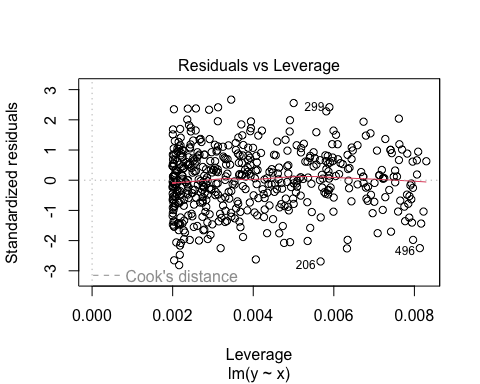 Residuals vs Leverage
Standardized residuals
3
2
1
0
-1
-2
-3
299
206
496
Cook's distance
0.000 0.002 0.004 0.006 0.008
Leverage
lm(y ~ x)